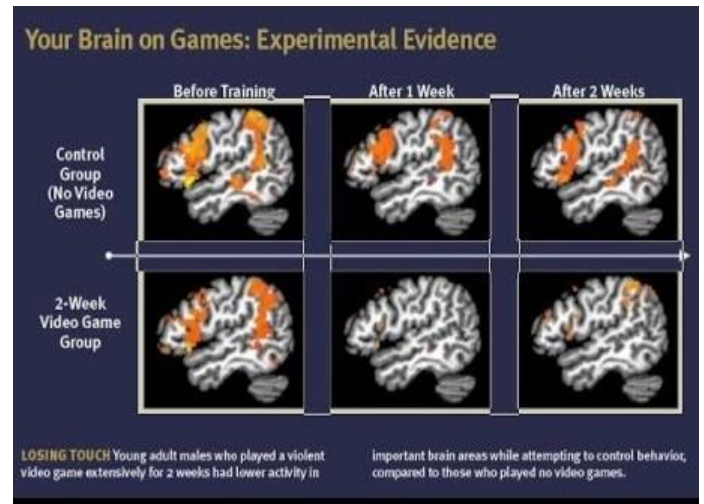 Your Brain on Games: Experimental Evidence
Before Training
After 1 Week
After 2 Weeks
Control
Group
(No Video
Games)
2-Week
Video Game
Group
LOSING TOUCH Young adult males who played a violent
video game extensively for 2 weeks had lower activity in
important brain areas while attempting to control behavior,
compared to those who played no video games.